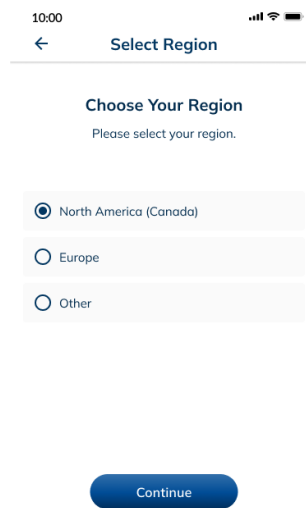 10:00
Select Region
Choose Your Region
Please select your region.
North America (Canada)
Europe
Other
Continue